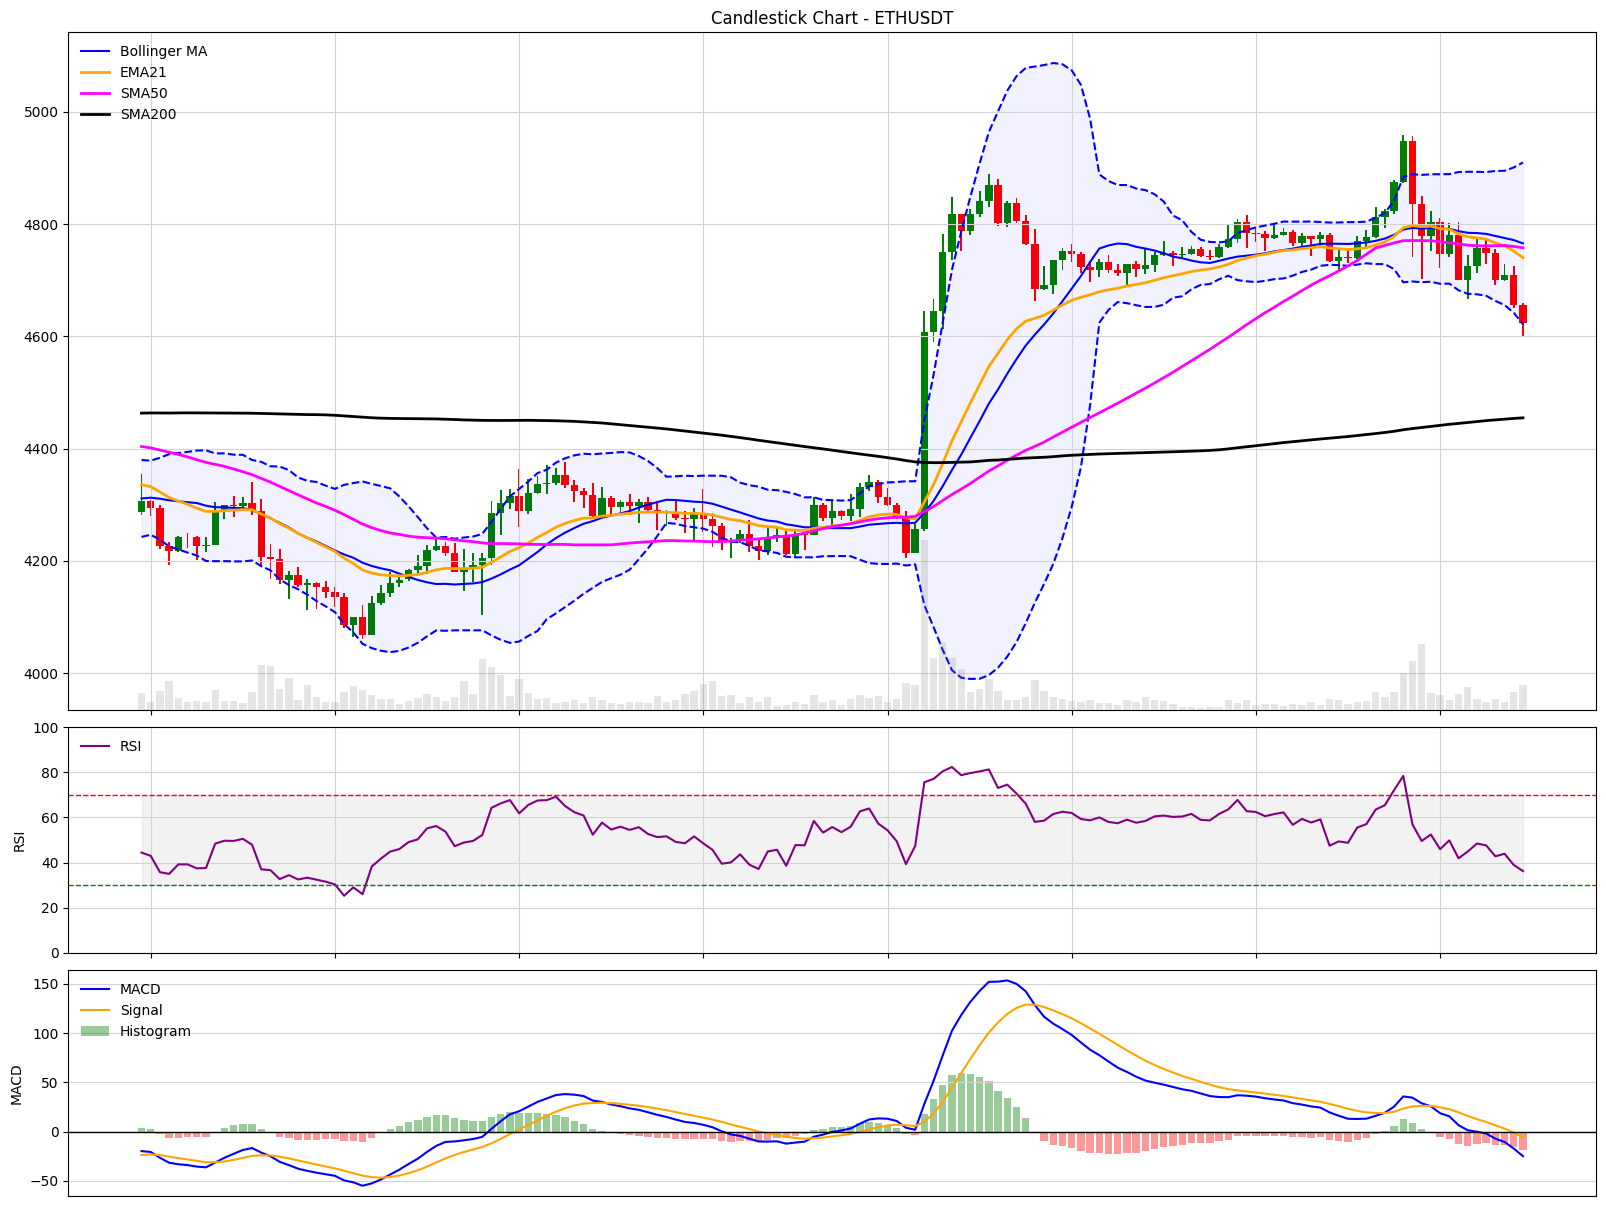 Candlestick Chart - ETHUSDT
Bollinger MA
EMA21
SMA50
SMA200
5000
4800
4600
4400
4200
4000
RSI
100
80
60
40
20
0
RSI
MACD
Signal
Histogram
150
100
50
0
−50
MACD